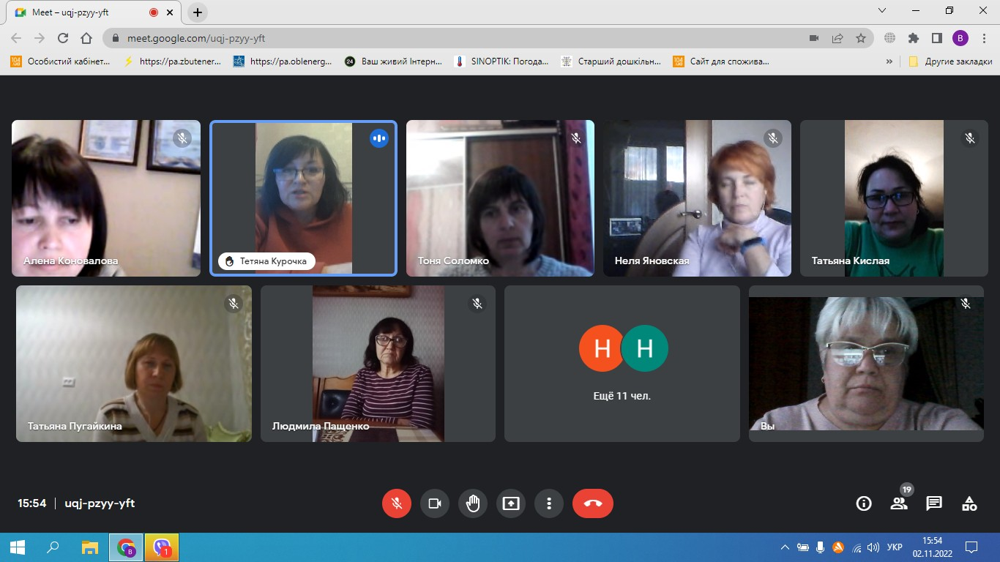 Meet – uqj-pzyy-yft
meet.google.com/uqj-pzyy-yft
B
Особистий кабінет...
https://pa.zbutener...
https://pa.oblenerg...
24
Ваш живий Інтерн...
SINOPTIK: Погода...
Старший дошкільн...
Сайт для спожива...
»
Другие закладки
Алена Коновалова
Тетяна Курочка
Тоня Соломко
Неля Яновская
Татьяна Кислая
Татьяна Пугайкина
Людмила Пащенко
Н Н
Ещё 11 чел.
Вы
15:54 | uqj-pzyy-yft
19
B
1
УКР
15:54
02.11.2022